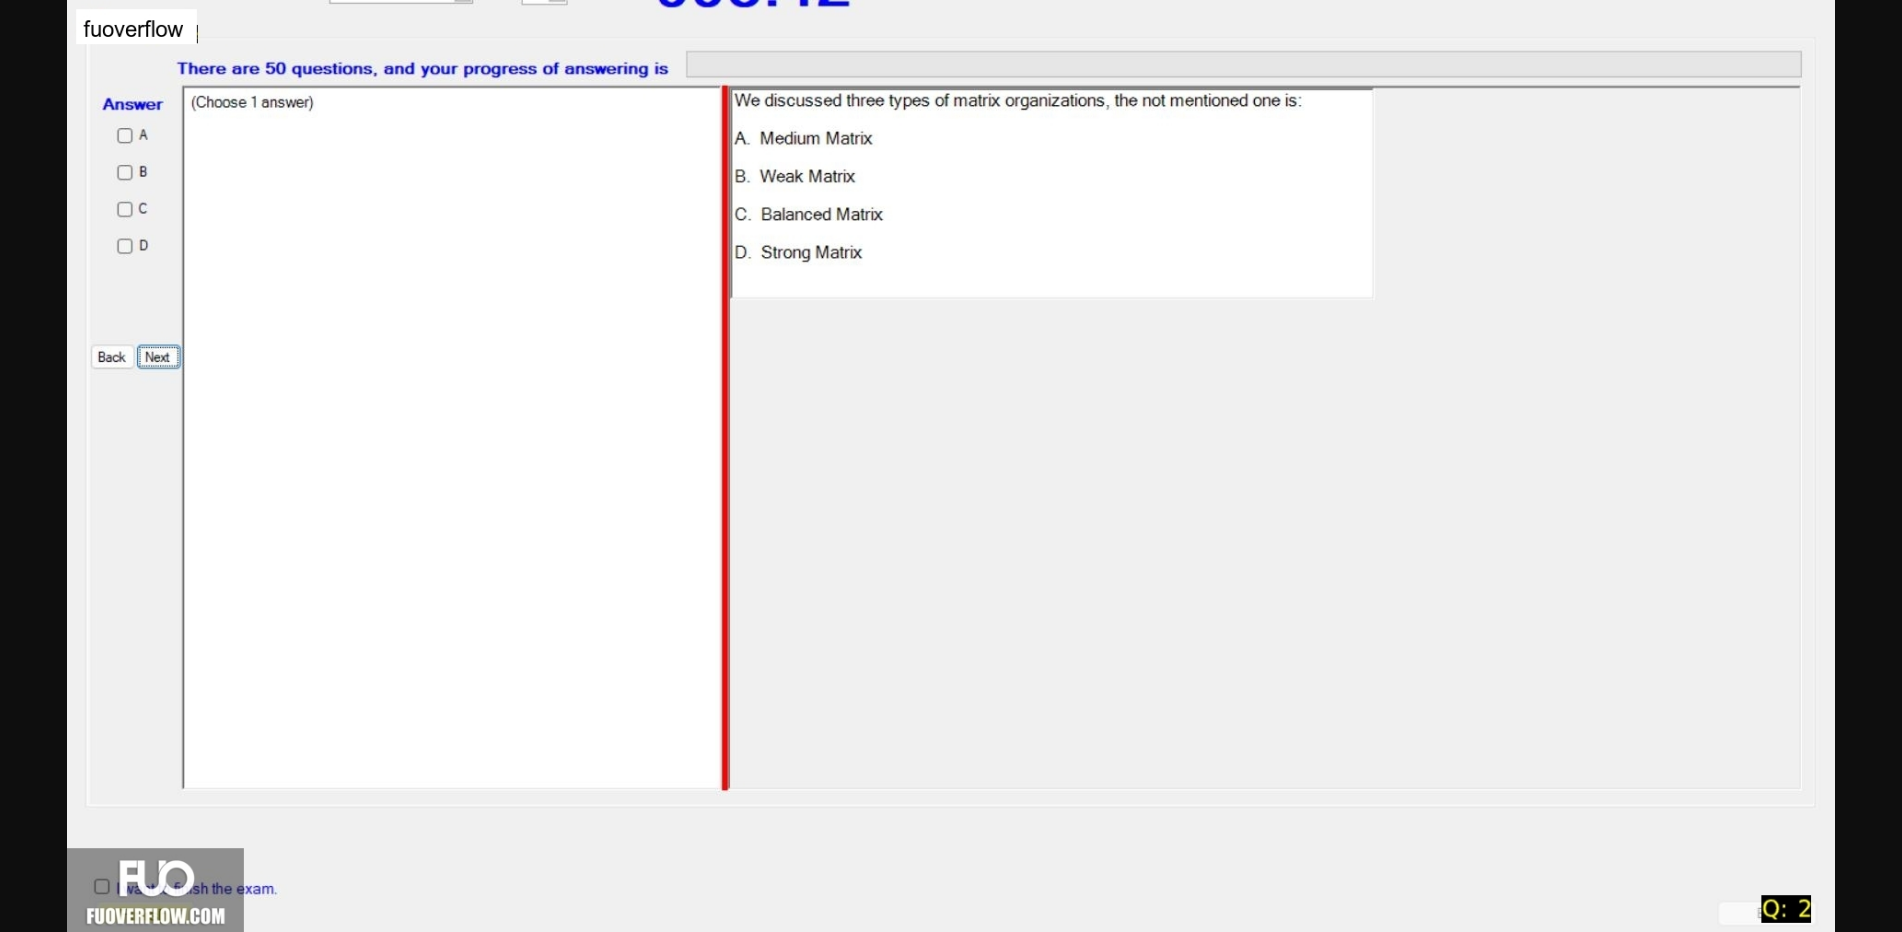 fuoverflow
There are 50 questions, and your progress of answering is
Answer
(Choose 1 answer)
We discussed three types of matrix organizations, the not mentioned one is:
A
A. Medium Matrix
B
B. Weak Matrix
C
C. Balanced Matrix
D
D. Strong Matrix
Back Next
FUO
the exam.
FUOVERFLOW.COM
Q: 2